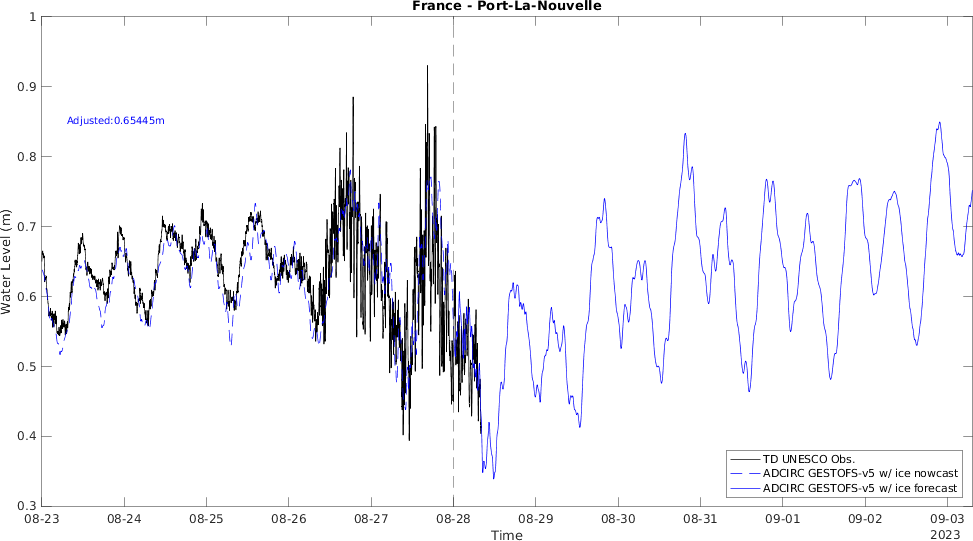 France - Port-La-Nouvelle
1
0.9
0.8
0.7
0.6
0.5
0.4
0.3
Water Level (m)
Adjusted:0.65445m
TD UNESCO Obs.
ADCIRC GESTOFS-v5 w/ ice nowcast
ADCIRC GESTOFS-v5 w/ ice forecast
08-23 08-24 08-25 08-26 08-27 08-28 08-29 08-30 08-31 09-01 09-02 09-03
2023
Time